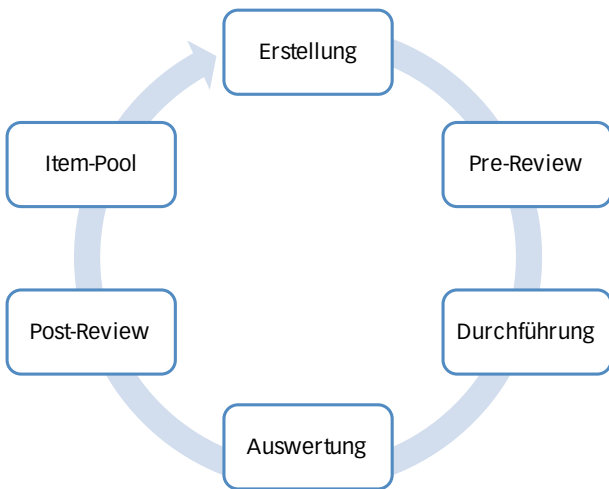 Erstellung
Pre-Review
Durchführung
Auswertung
Post-Review
Item-Pool